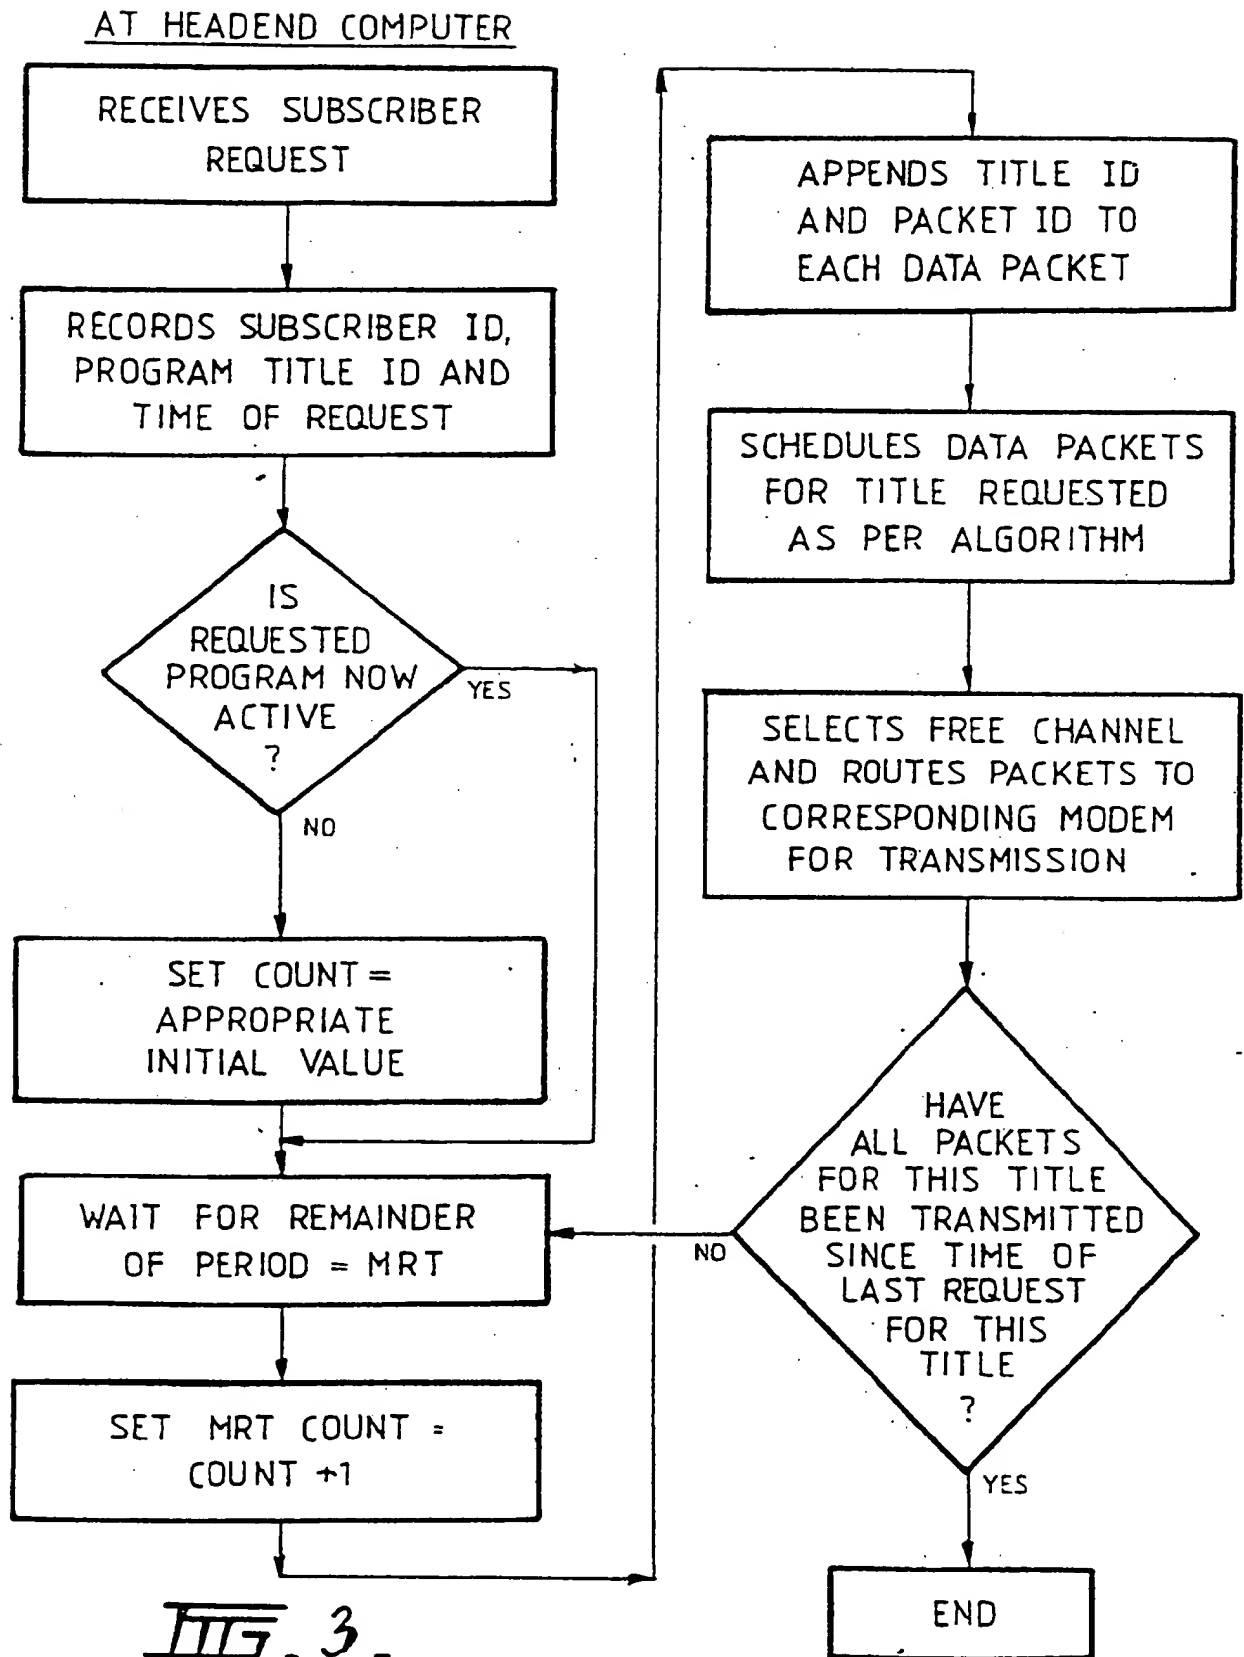 AT HEADEND COMPUTER
RECEIVES SUBSCRIBER
REQUEST
RECORDS SUBSCRIBER ID,
PROGRAM TITLE ID AND
TIME OF REQUEST
IS
REQUESTED
PROGRAM NOW
ACTIVE
?
YES
NO
SET COUNT =
APPROPRIATE
INITIAL VALUE
WAIT FOR REMAINDER
OF PERIOD = MRT
SET MRT COUNT =
COUNT +1
APPENDS TITLE ID
AND PACKET ID TO
EACH DATA PACKET
SCHEDULES DATA PACKETS
FOR TITLE REQUESTED
AS PER ALGORITHM
SELECTS FREE CHANNEL
AND ROUTES PACKETS TO
CORRESPONDING MODEM
FOR TRANSMISSION
HAVE
ALL PACKETS
FOR THIS TITLE
BEEN TRANSMITTED
SINCE TIME OF
LAST REQUEST
FOR THIS
TITLE
?
NO
YES
END
FIG. 3.